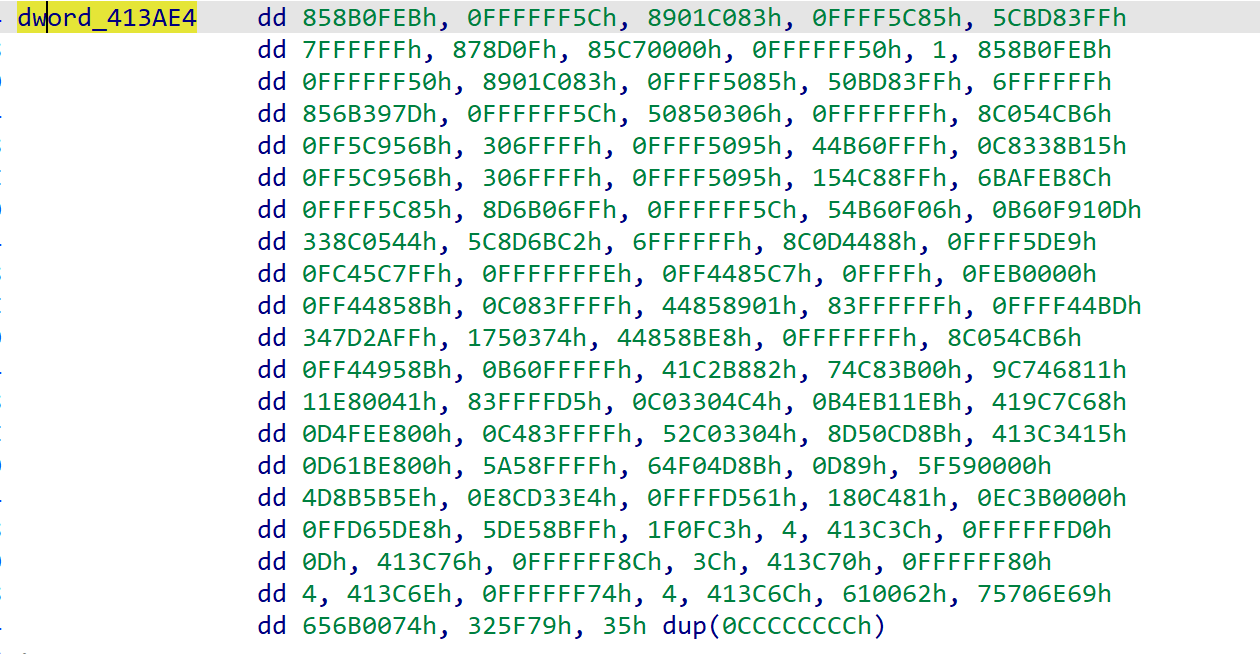 dword_413AE4 dd 858B0FEBh, 0FFFFFF5Ch, 8901C083h, 0FFFF5C85h, 5CBD83FFh
dd 7FFFFFFh, 878D0Fh, 85C70000h, 0FFFFFF50h, 1, 858B0FEBh
dd 0FFFFFF50h, 8901C083h, 0FFFF5085h, 50BD83FFh, 6FFFFFFh
dd 856B397Dh, 0FFFFFF5Ch, 50850306h, 0FFFFFFFh, 8C054CB6h
dd 0FF5C956Bh, 306FFFFh, 0FFFF5095h, 44B60FFFh, 0C8338B15h
dd 0FF5C956Bh, 306FFFFh, 0FFFF5095h, 154C88FFh, 6BAFEB8Ch
dd 0FFFF5C85h, 8D6B06FFh, 0FFFFFF5Ch, 54B60F06h, 0B60F910Dh
dd 338C0544h, 5C8D6BC2h, 6FFFFFFh, 8C0D4488h, 0FFFF5DE9h
dd 0FC45C7FFh, 0FFFFFFFEh, 0FF4485C7h, 0FFFFh, 0FEB0000h
dd 0FF44858Bh, 0C083FFFFh, 44858901h, 83FFFFFFh, 0FFFF44BDh
dd 347D2AFFh, 1750374h, 44858BE8h, 0FFFFFFFh, 8C054CB6h
dd 0FF44958Bh, 0B60FFFFFh, 41C2B882h, 74C83B00h, 9C746811h
dd 11E80041h, 83FFFFD5h, 0C03304C4h, 0B4EB11EBh, 419C7C68h
dd 0D4FEE800h, 0C483FFFFh, 52C03304h, 8D50CD8Bh, 413C3415h
dd 0D61BE800h, 5A58FFFFh, 64F04D8Bh, 0D89h, 5F590000h
dd 4D8B5B5Eh, 0E8CD33E4h, 0FFFFD561h, 180C481h, 0EC3B0000h
dd 0FFD65DE8h, 5DE58BFFh, 1F0FC3h, 4, 413C3Ch, 0FFFFFFD0h
dd 0Dh, 413C76h, 0FFFFFF8Ch, 3Ch, 413C70h, 0FFFFFF80h
dd 4, 413C6Eh, 0FFFFFF74h, 4, 413C6Ch, 610062h, 75706E69h
dd 656B0074h, 325F79h, 35h dup(0CCCCCCCCh)